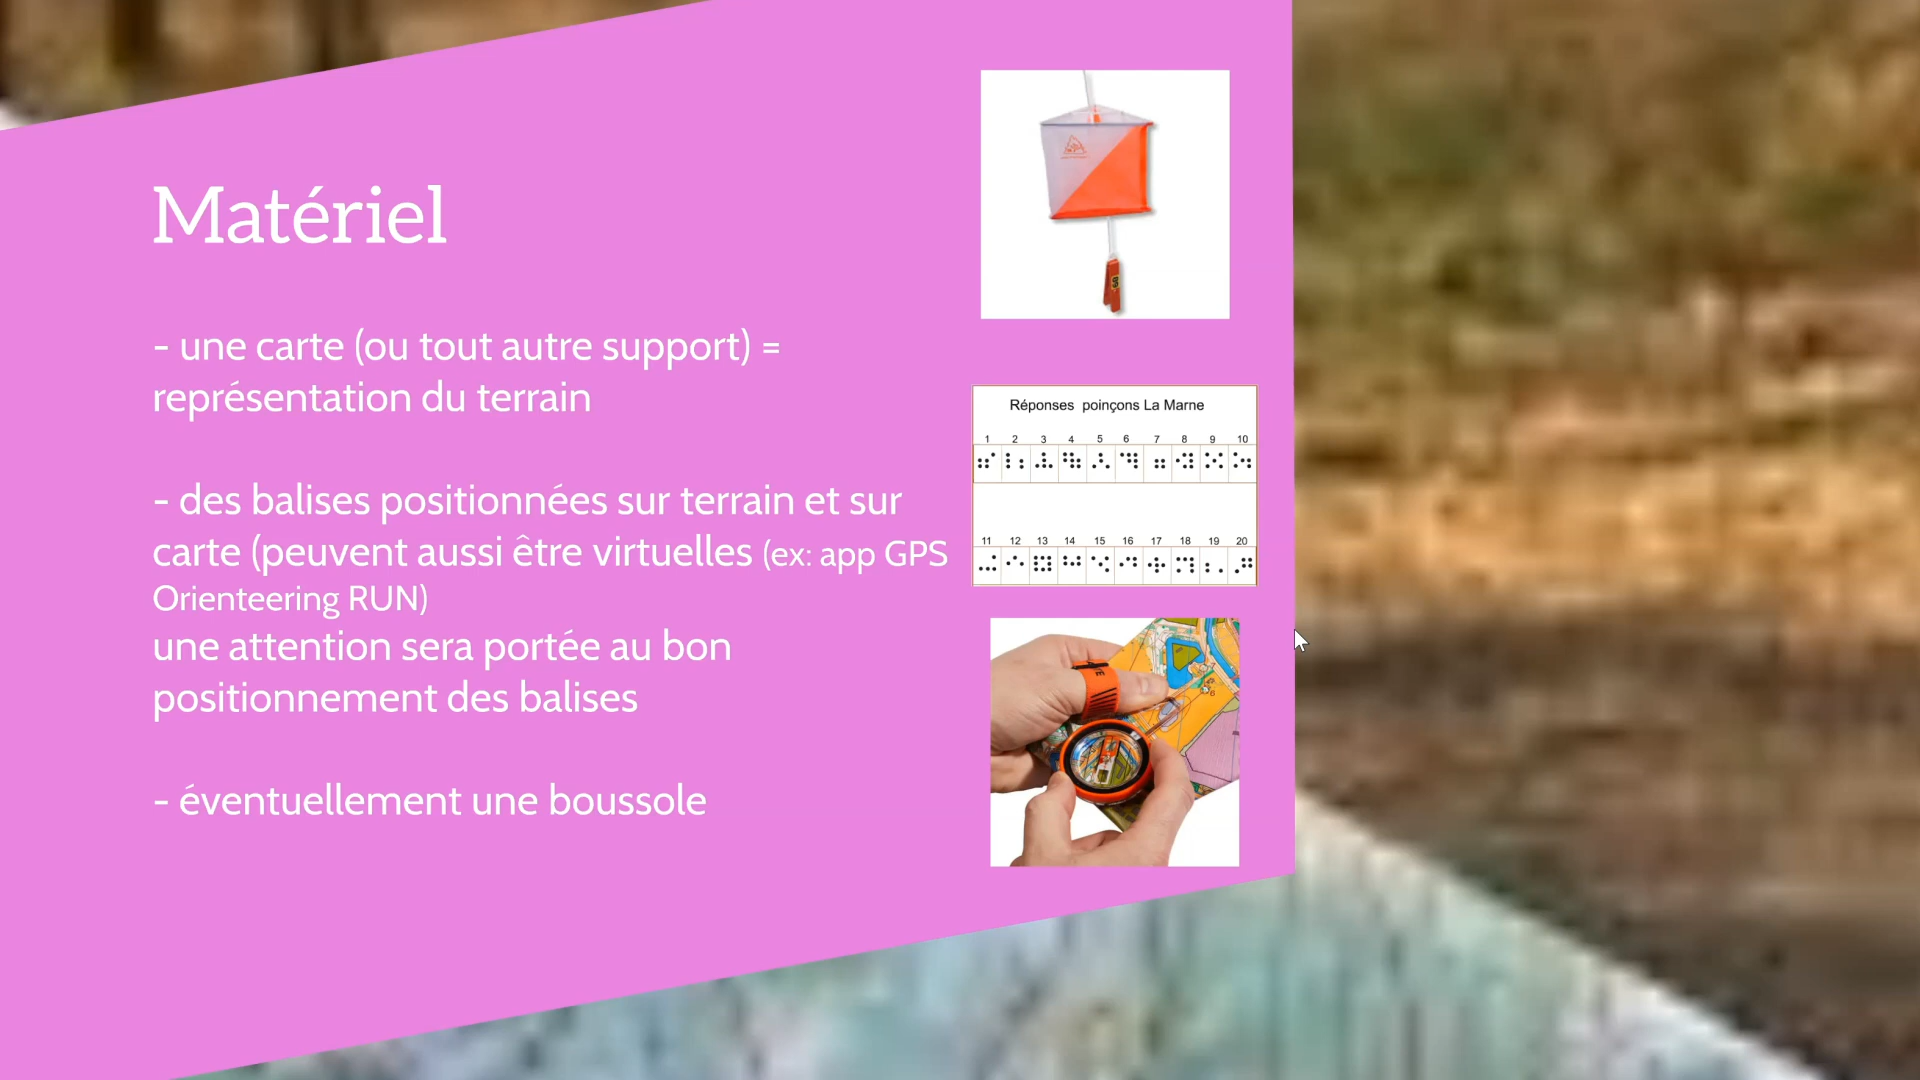 Matériel
- une carte (ou tout autre support) =
représentation du terrain
- des balises positionnées sur terrain et sur
carte (peuvent aussi être virtuelles (ex: app GPS
Orienteering RUN)
une attention sera portée au bon
positionnement des balises
- éventuellement une boussole
Réponses poinçons La Marne
1 2 3 4 5 6 7 8 9 10
11 12 13 14 15 16 17 18 19 20